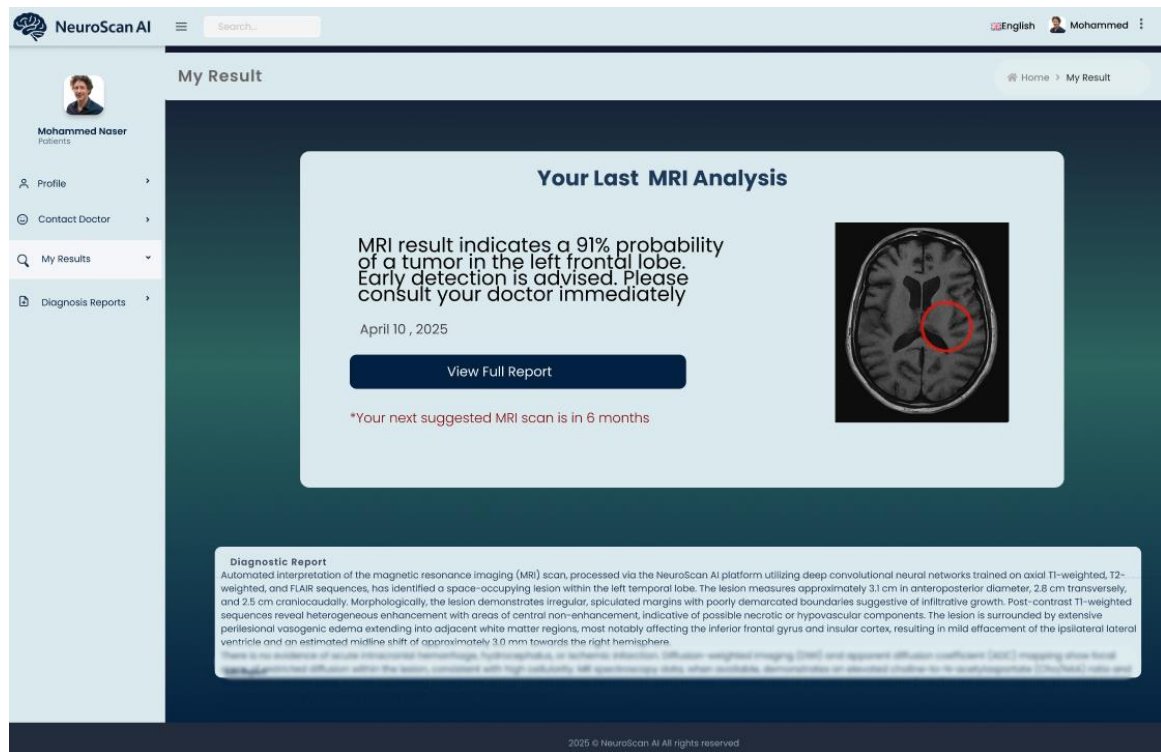 NeuroScan AI
Search...
English
Mohammed
Mohammed Naser
Patients
Profile
Contact Doctor
My Results
Diagnosis Reports
My Result
Home > My Result
Your Last MRI Analysis
MRI result indicates a 91% probability
of a tumor in the left frontal lobe.
Early detection is advised. Please
consult your doctor immediately
April 10 , 2025
View Full Report
*Your next suggested MRI scan is in 6 months
Diagnostic Report
Automated interpretation of the magnetic resonance imaging (MRI) scan, processed via the NeuroScan AI platform utilizing deep convolutional neural networks trained on axial T1-weighted, T2-
weighted, and FLAIR sequences, has identified a space-occupying lesion within the left temporal lobe. The lesion measures approximately 3.1 cm in anteroposterior diameter, 2.8 cm transversely,
and 2.5 cm craniocaudally. Morphologically, the lesion demonstrates irregular, spiculated margins with poorly demarcated boundaries suggestive of infiltrative growth. Post-contrast T1-weighted
sequences reveal heterogeneous enhancement with areas of central non-enhancement, indicative of possible necrotic or hypovascular components. The lesion is surrounded by extensive
perilesional vasogenic edema extending into adjacent white matter regions, most notably affecting the inferior frontal gyrus and insular cortex, resulting in mild effacement of the ipsilateral lateral
ventricle and an estimated midline shift of approximately 3.0 mm towards the right hemisphere.
2025 © NeuroScan AI All rights reserved